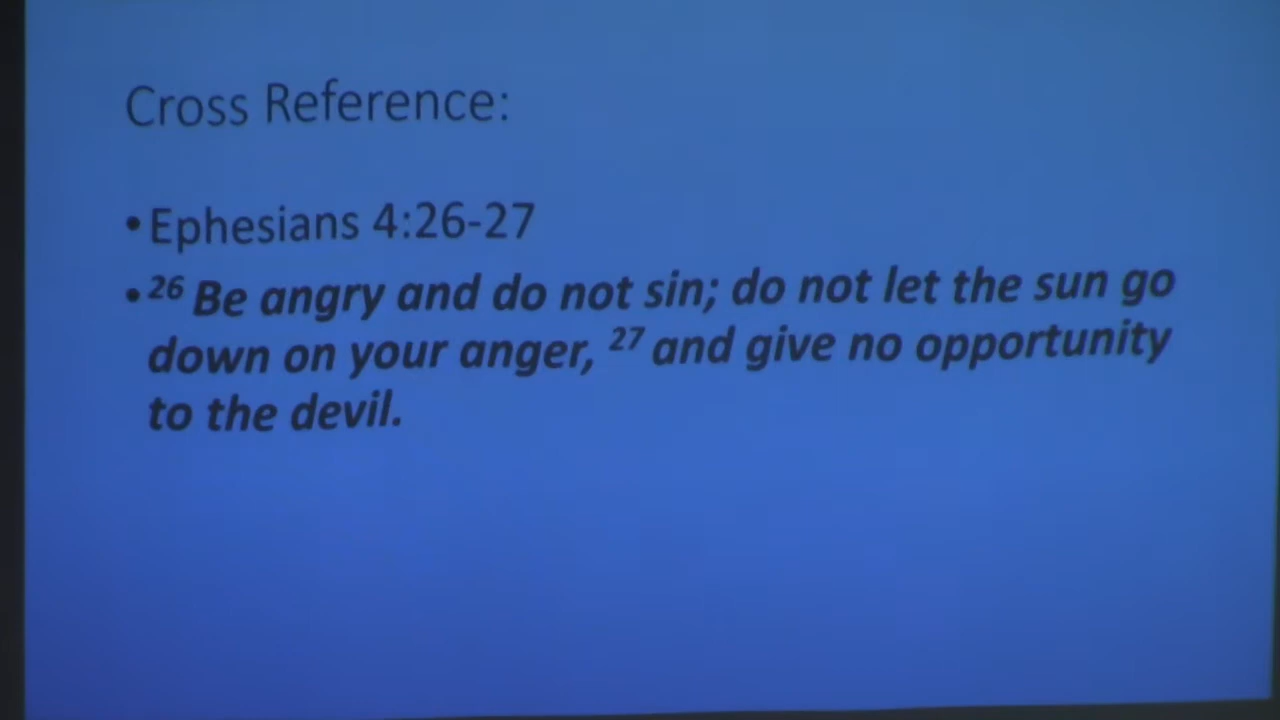 Cross Reference:
• Ephesians 4:26-27
• 26 Be angry and do not sin; do not let the sun go
down on your anger, 27 and give no opportunity
to the devil.